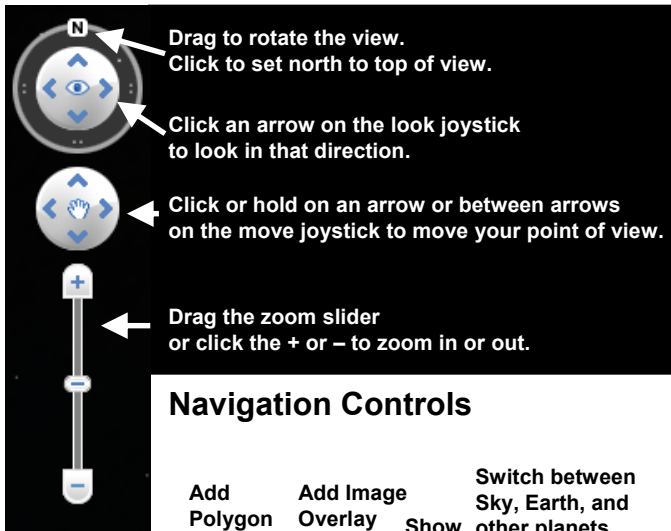 N
Drag to rotate the view.
Click to set north to top of view.
Click an arrow on the look joystick
to look in that direction.
Click or hold on an arrow or between arrows
on the move joystick to move your point of view.
+
Drag the zoom slider
or click the + or – to zoom in or out.
–
–
Navigation Controls
Add
Polygon
Add Image
Overlay
Show
Switch between
Sky, Earth, and
other planets